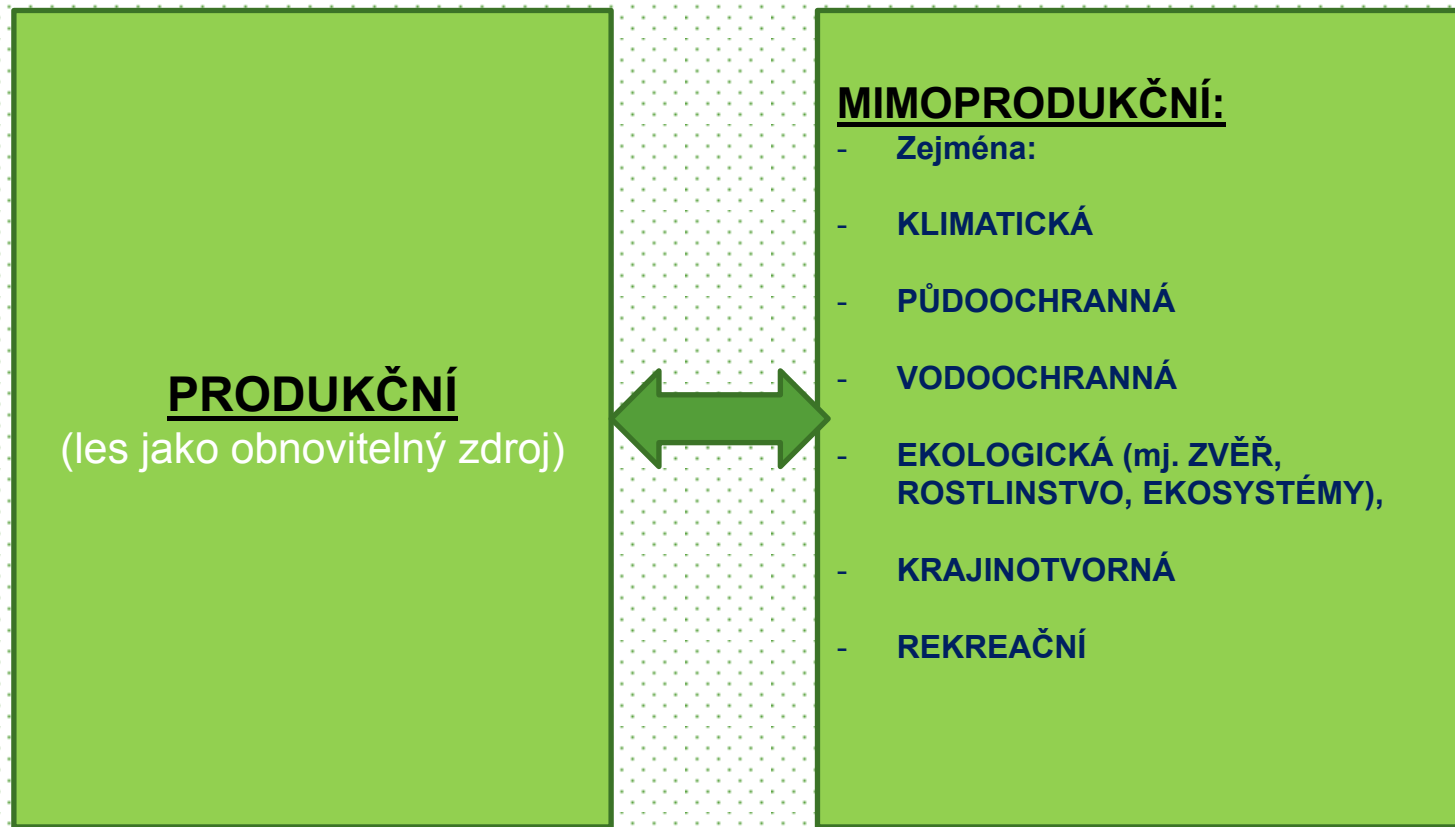 PRODUKČNÍ
(les jako obnovitelný zdroj)
MIMOPRODUKČNÍ:
- Zejména:
- KLIMATICKÁ
- PŮDOOCHRANNÁ
- VODOOCHRANNÁ
- EKOLOGICKÁ (mj. ZVĚŘ,
ROSTLINSTVO, EKOSYSTÉMY),
- KRAJINOTVORNÁ
- REKREAČNÍ